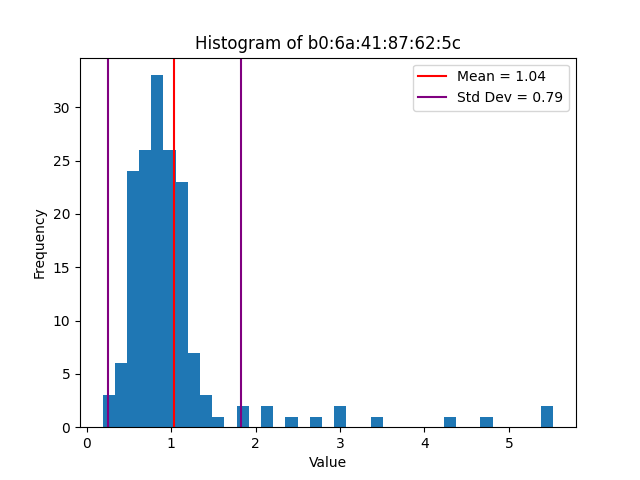 Histogram of b0:6a:41:87:62:5c
Mean = 1.04
Std Dev = 0.79
Frequency
30
25
20
15
10
5
0
0 1 2 3 4 5
Value